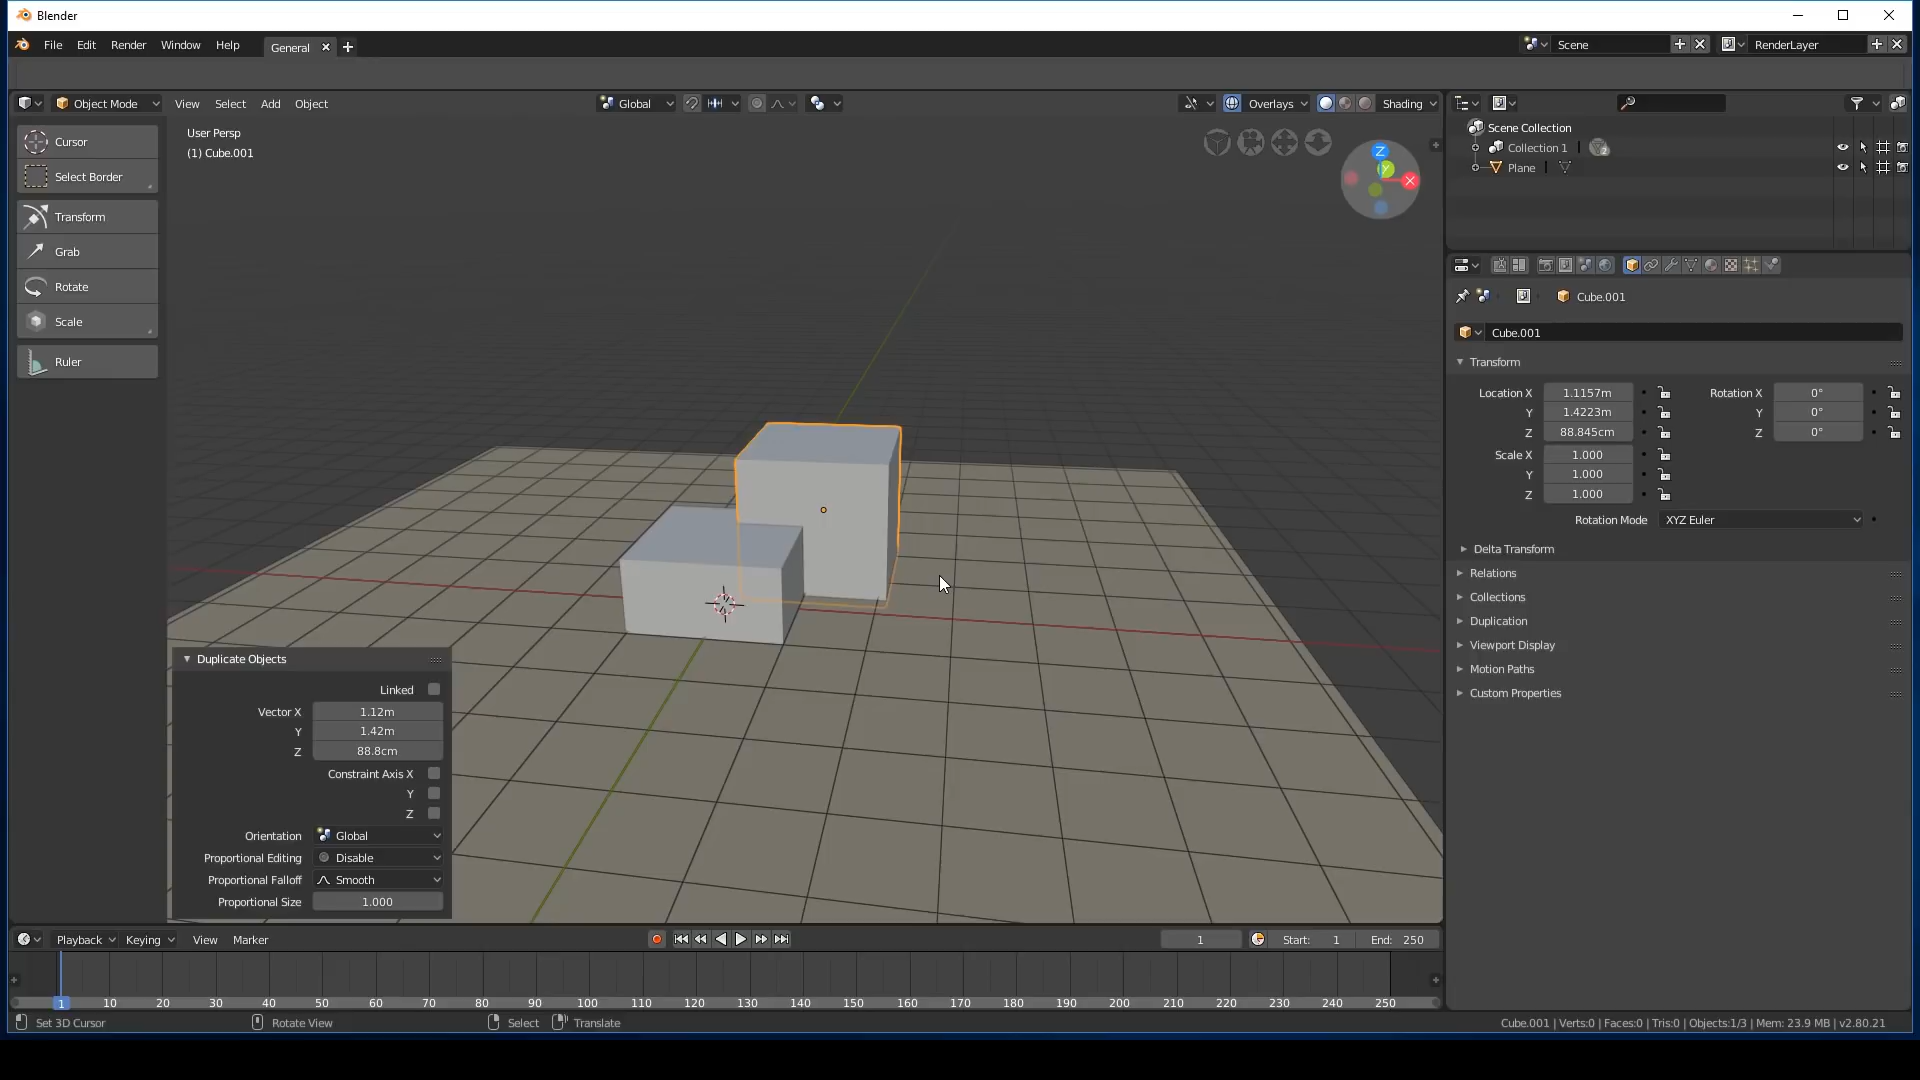 Blender
File Edit Render Window Help General Scene RenderLayer
Object Mode View Select Add Object Global Overlays Shading
Cursor
Select Border
Transform
Grab
Rotate
Scale
Ruler
User Persp
(1) Cube.001
Z
Y
X
Scene Collection
Collection 1 2
Plane
Cube.001
Cube.001
Transform
Location X 1.1157m Rotation X 0°
Y 1.4223m Y 0°
Z 88.845cm Z 0°
Scale X 1.000
Y 1.000
Z 1.000
Rotation Mode XYZ Euler
Delta Transform
Relations
Collections
Duplication
Viewport Display
Motion Paths
Custom Properties
Duplicate Objects
Linked
Vector X 1.12m
Y 1.42m
Z 88.8cm
Constraint Axis X
Y
Z
Orientation Global
Proportional Editing Disable
Proportional Falloff Smooth
Proportional Size 1.000
Playback Keying View Marker 1 Start: 1 End: 250
1 10 20 30 40 50 60 70 80 90 100 110 120 130 140 150 160 170 180 190 200 210 220 230 240 250
Set 3D Cursor Rotate View Select Translate Cube.001 | Verts:0 | Faces:0 | Tris:0 | Objects:1/3 | Mem: 23.9 MB | v2.80.21